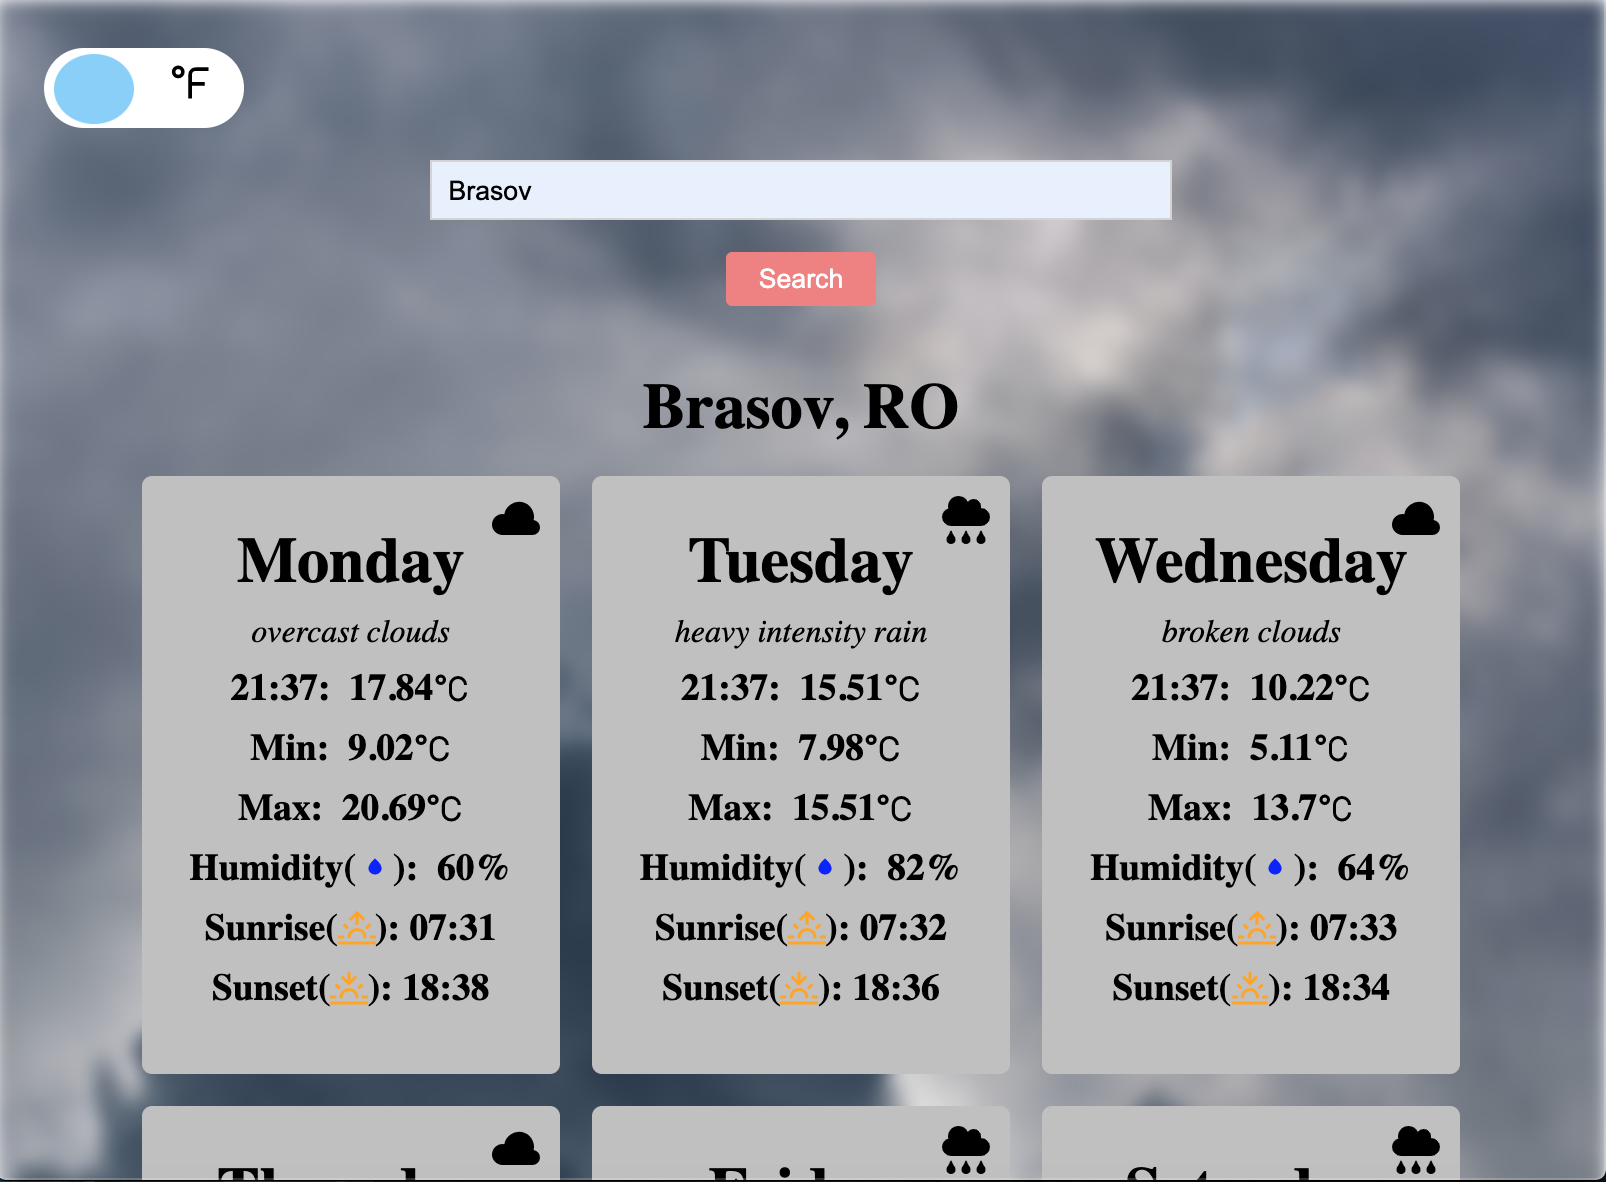 °F
Brasov
Search
Brasov, RO
Monday
overcast clouds
21:37: 17.84°C
Min: 9.02°C
Max: 20.69°C
Humidity( ): 60%
Sunrise( ): 07:31
Sunset( ): 18:38
Tuesday
heavy intensity rain
21:37: 15.51°C
Min: 7.98°C
Max: 15.51°C
Humidity( ): 82%
Sunrise( ): 07:32
Sunset( ): 18:36
Wednesday
broken clouds
21:37: 10.22°C
Min: 5.11°C
Max: 13.7°C
Humidity( ): 64%
Sunrise( ): 07:33
Sunset( ): 18:34